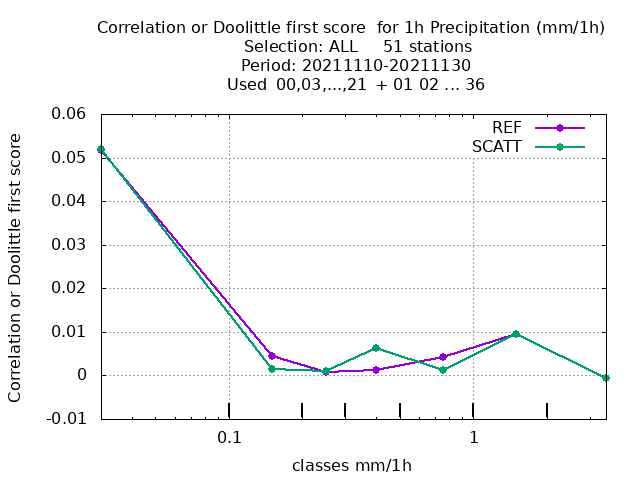 Correlation or Doolittle first score  for 1h Precipitation (mm/1h)
Selection: ALL     51 stations
Period: 20211110-20211130
Used  00,03,...,21  + 01 02 ... 36
REF
SCATT
Correlation or Doolittle first score
0.06
0.05
0.04
0.03
0.02
0.01
0
-0.01
0.1
1
classes mm/1h